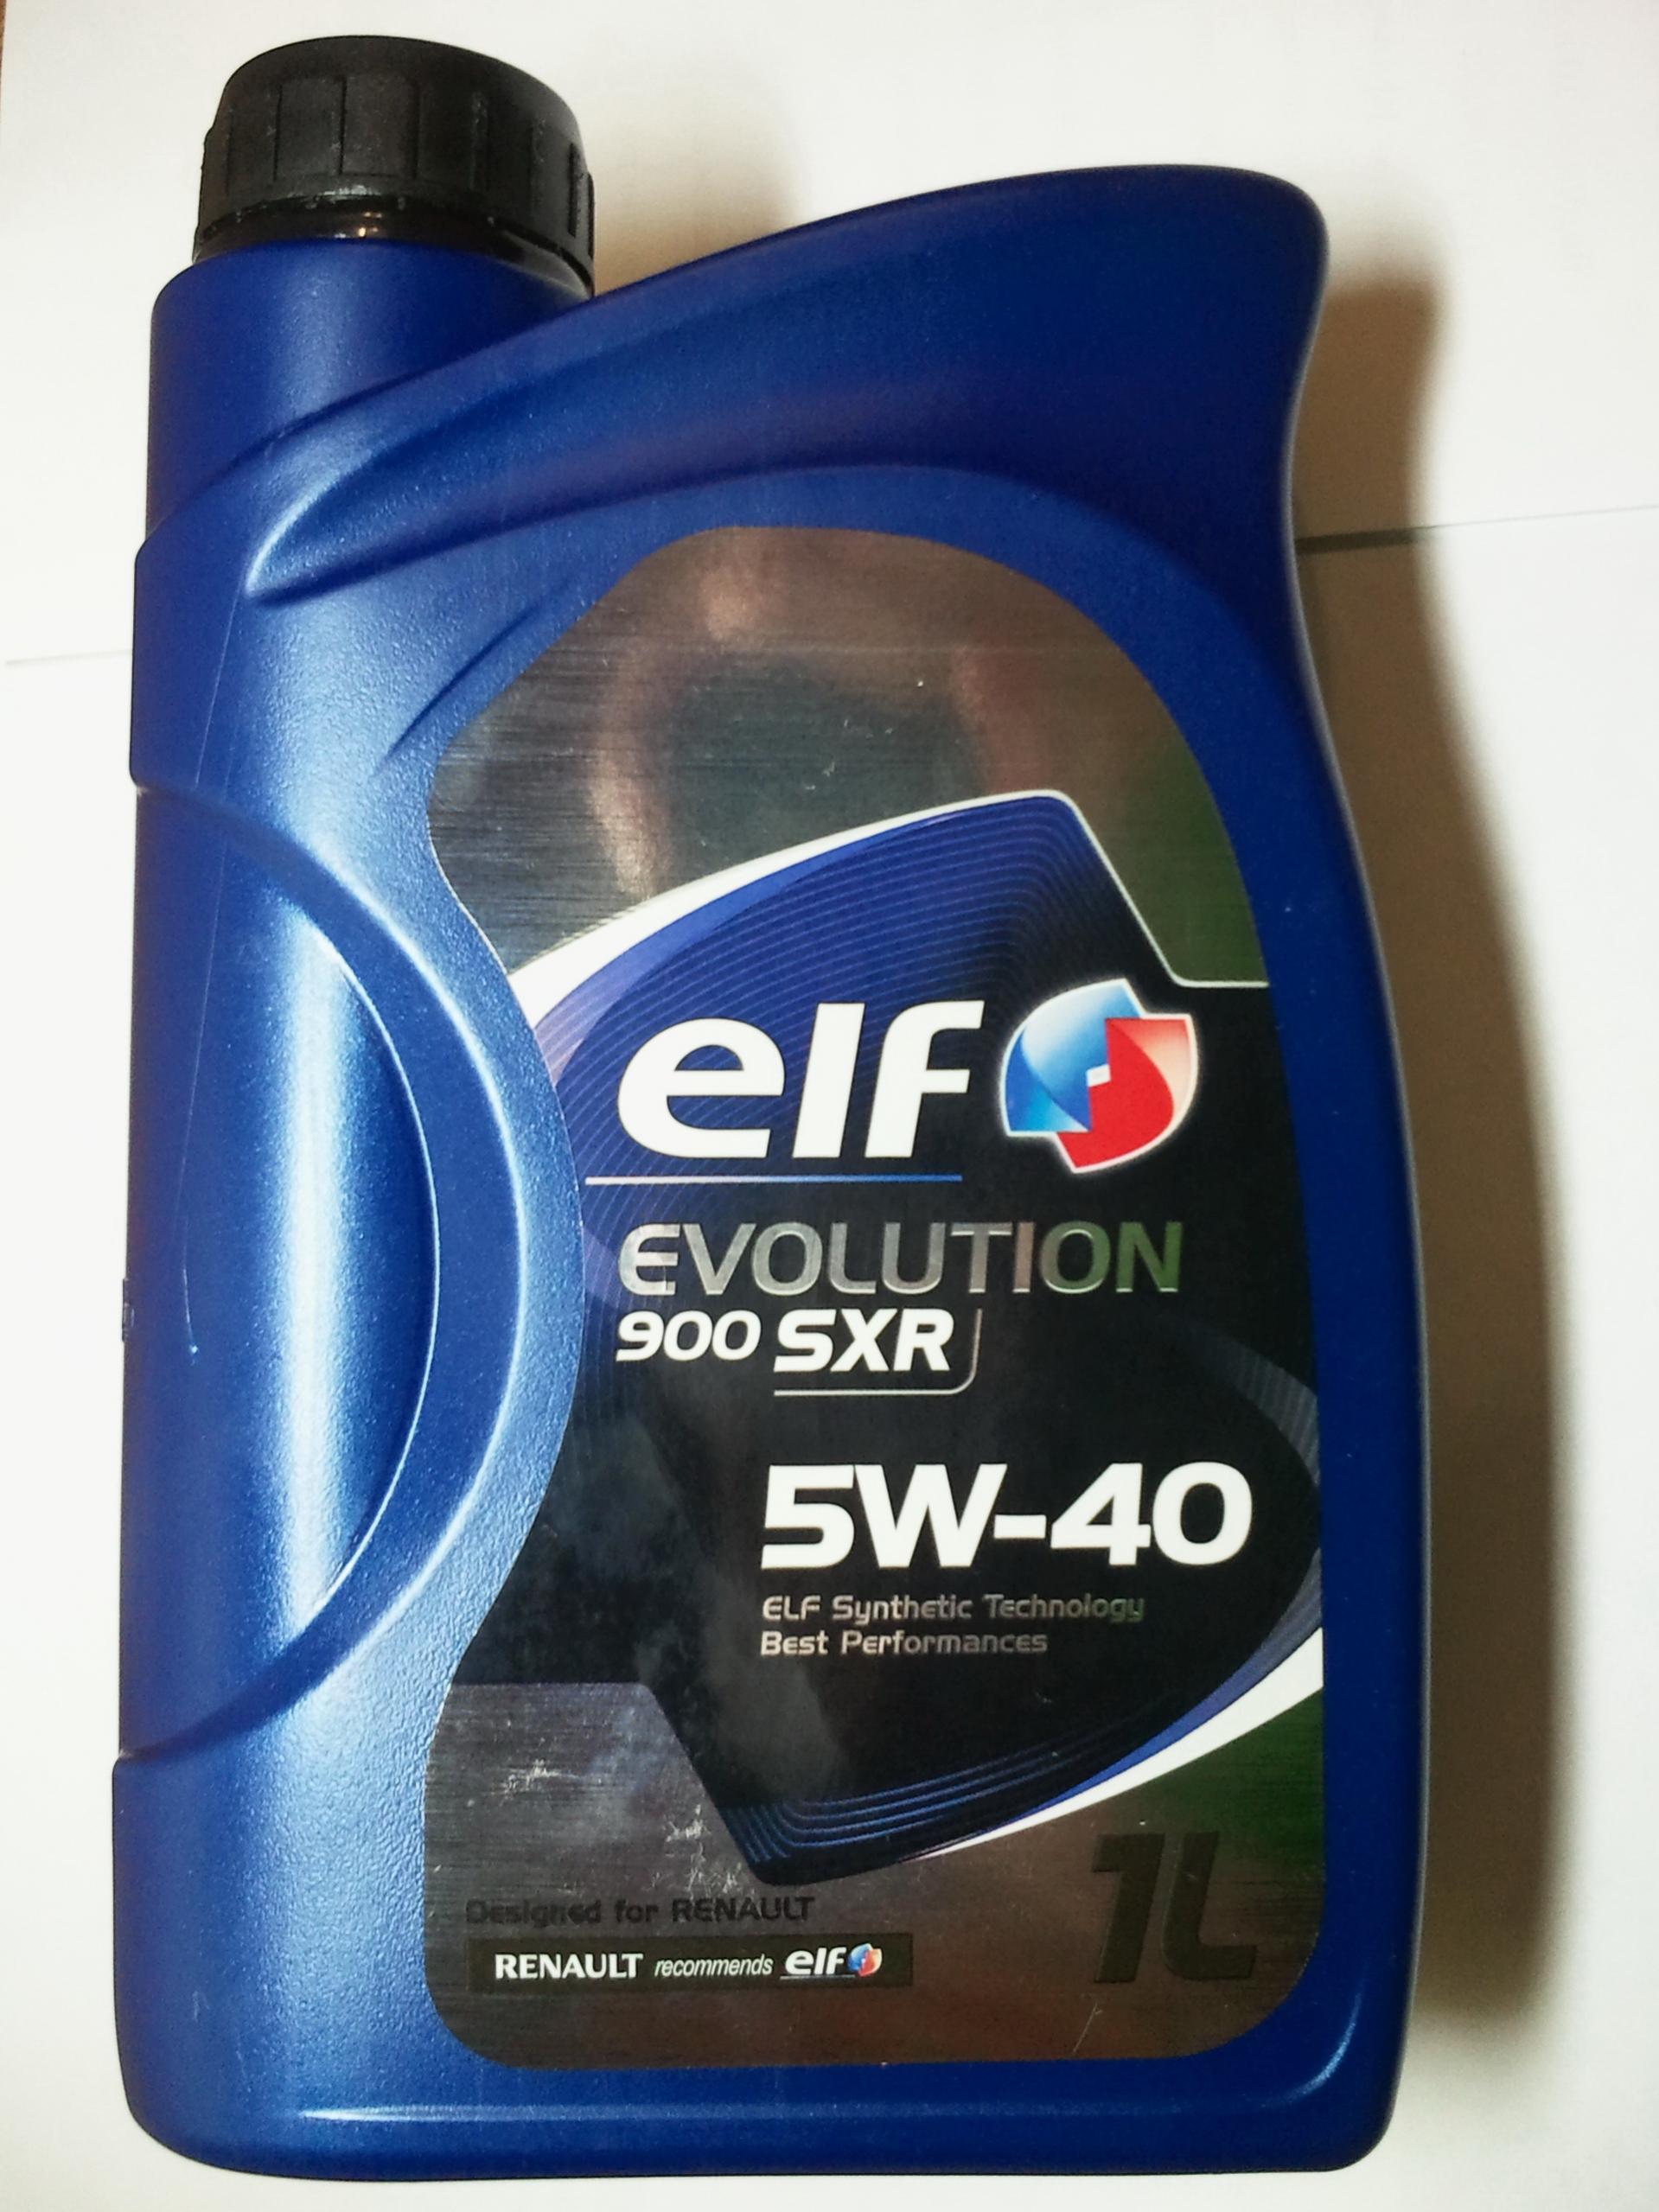 elf
EVOLUTION
900 SXR
5W-40
ELF Synthetic Technology
Best Performances
Designed for RENAULT
RENAULT recommends elf
1L